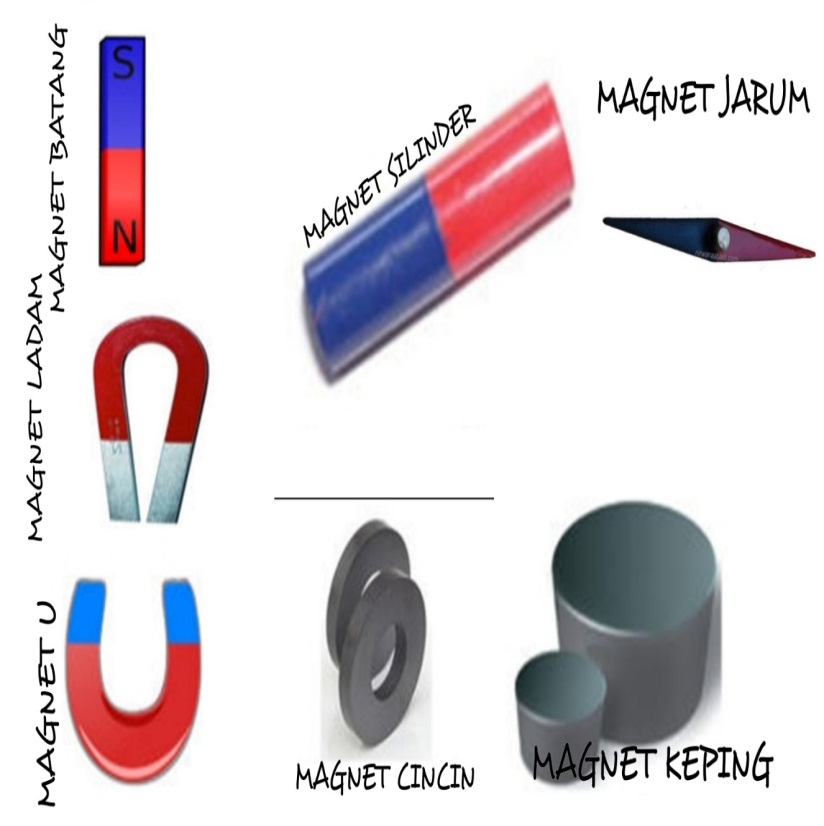 MAGNET BATANG
S
N
MAGNET SILINDER
MAGNET JARUM
MAGNET LADAM
MAGNET U
MAGNET CINCIN
MAGNET KEPING